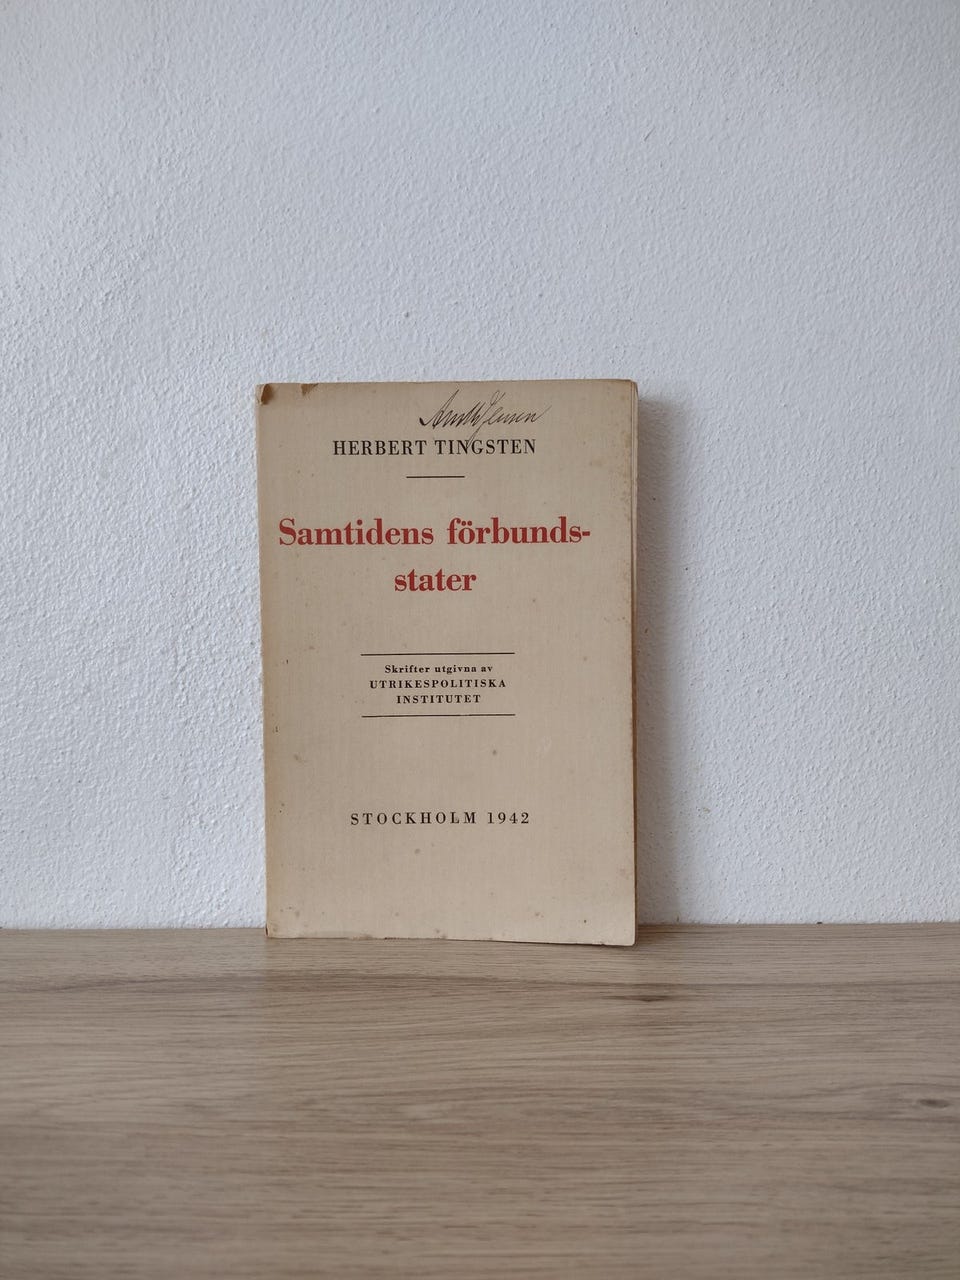 HERBERT TINGSTEN
Samtidens förbunds-
stater
Skrifter utgivna av
UTRIKESPOLITISKA
INSTITUTET
STOCKHOLM 1942